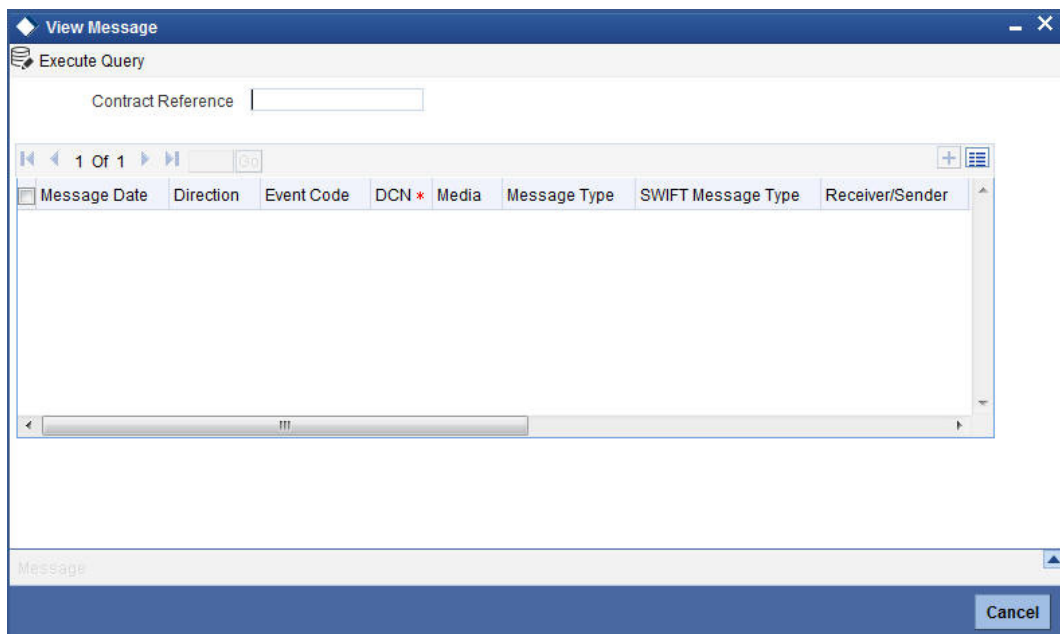 View Message
Execute Query
Contract Reference
1 Of 1 Go
Message Date Direction Event Code DCN * Media Message Type SWIFT Message Type Receiver/Sender
Message
Cancel